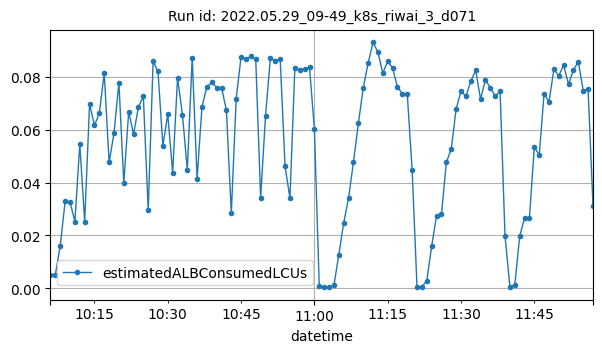 Run id: 2022.05.29_09-49_k8s_riwai_3_d071
0.08
0.06
0.04
0.02
0.00
estimatedALBConsumedLCUs
10:15 10:30 10:45 11:00 11:15 11:30 11:45
datetime